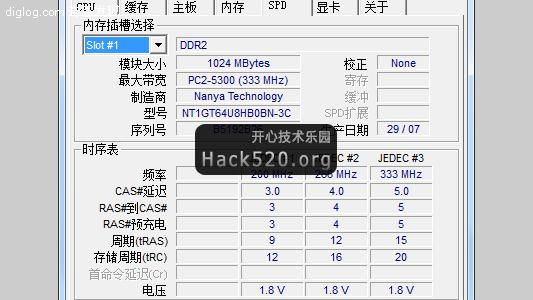 diglog.com
CPU 缓存 主板 内存 SPD 显卡 关于
内存插槽选择
Slot #1 DDR2
模块大小 1024 MBytes 校正 None
最大带宽 PC2-5300 (333 MHz) 寄存
制造商 Nanya Technology 缓冲
型号 NT1GT64U8HB0BN-3C SPD扩展
序列号 生产日期 29 / 07
开心技术乐园
Hack520.org
时序表
JEDEC #2 JEDEC #3
频率 200 MHz 266 MHz 333 MHz
CAS#延迟 3.0 4.0 5.0
RAS#到CAS# 3 4 5
RAS#预充电 3 4 5
周期(tRAS) 9 12 15
存储周期(tRC) 12 16 20
首命令延迟(Cr)
电压 1.8 V 1.8 V 1.8 V